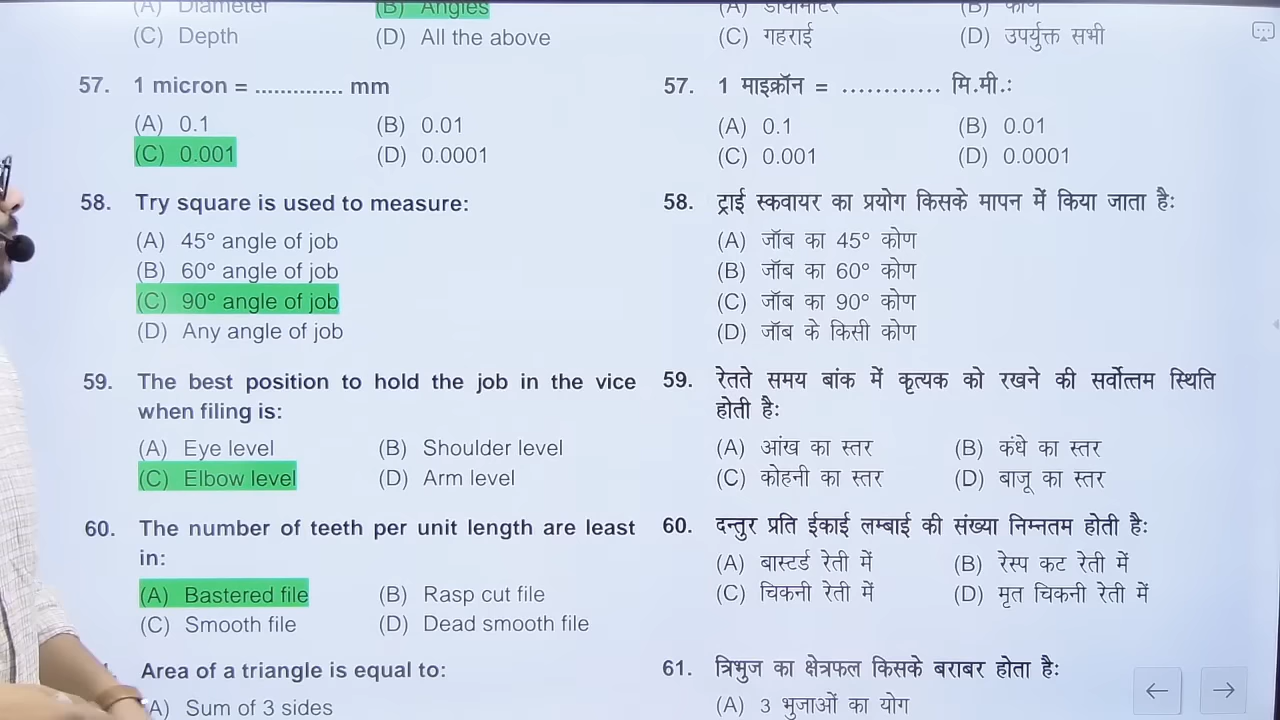 (A) Diameter
(B) Angles
(C) Depth
(D) All the above
57. 1 micron = .............. mm
(A) 0.1
(B) 0.01
(C) 0.001
(D) 0.0001
58. Try square is used to measure:
(A) 45° angle of job
(B) 60° angle of job
(C) 90° angle of job
(D) Any angle of job
59. The best position to hold the job in the vice
when filing is:
(A) Eye level
(B) Shoulder level
(C) Elbow level
(D) Arm level
60. The number of teeth per unit length are least
in:
(A) Bastered file
(B) Rasp cut file
(C) Smooth file
(D) Dead smooth file
Area of a triangle is equal to:
A) Sum of 3 sides
(A) डायामीटर
(B) कोण
(C) गहराई
(D) उपर्युक्त सभी
57. 1 माइक्रॉन = ............ मि.मी.:
(A) 0.1
(B) 0.01
(C) 0.001
(D) 0.0001
58. ट्राई स्कवायर का प्रयोग किसके मापन में किया जाता है:
(A) जॉब का 45° कोण
(B) जॉब का 60° कोण
(C) जॉब का 90° कोण
(D) जॉब के किसी कोण
59. रेतते समय बांक में कृत्यक को रखने की सर्वोत्तम स्थिति
होती है:
(A) आंख का स्तर
(B) कंधे का स्तर
(C) कोहनी का स्तर
(D) बाजू का स्तर
60. दन्तुर प्रति ईकाई लम्बाई की संख्या निम्नतम होती है:
(A) बास्टर्ड रेती में
(B) रेस्प कट रेती में
(C) चिकनी रेती में
(D) मृत चिकनी रेती में
61. त्रिभुज का क्षेत्रफल किसके बराबर होता है:
(A) 3 भुजाओं का योग